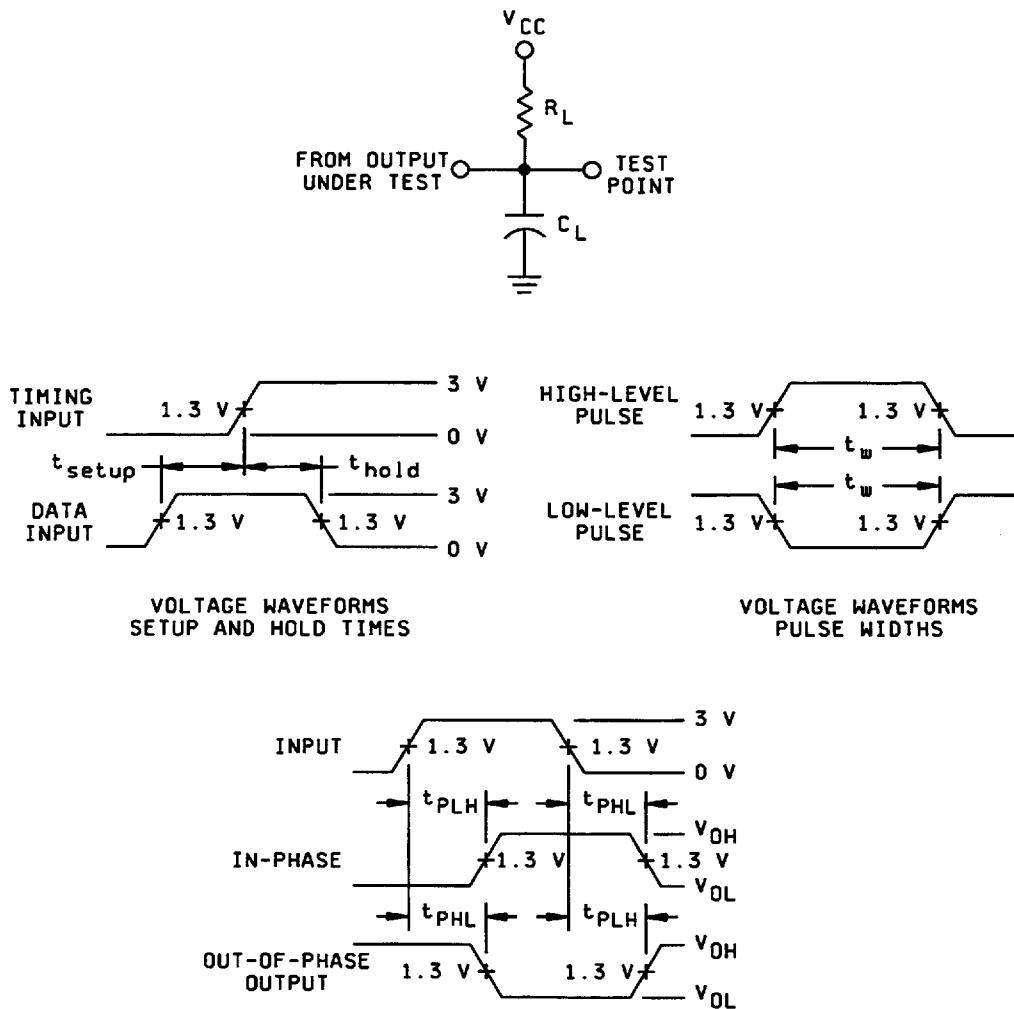 VCC
RL
FROM OUTPUT
UNDER TEST
TEST
POINT
CL
TIMING
INPUT
1.3 V
3 V
0 V
tsetup
thold
DATA
INPUT
1.3 V
1.3 V
3 V
0 V
VOLTAGE WAVEFORMS
SETUP AND HOLD TIMES
HIGH-LEVEL
PULSE
1.3 V
1.3 V
tw
tw
LOW-LEVEL
PULSE
1.3 V
1.3 V
VOLTAGE WAVEFORMS
PULSE WIDTHS
INPUT
1.3 V
1.3 V
3 V
0 V
tPLH
tPHL
IN-PHASE
1.3 V
1.3 V
VOH
VOL
tPHL
tPLH
OUT-OF-PHASE
OUTPUT
1.3 V
1.3 V
VOH
VOL